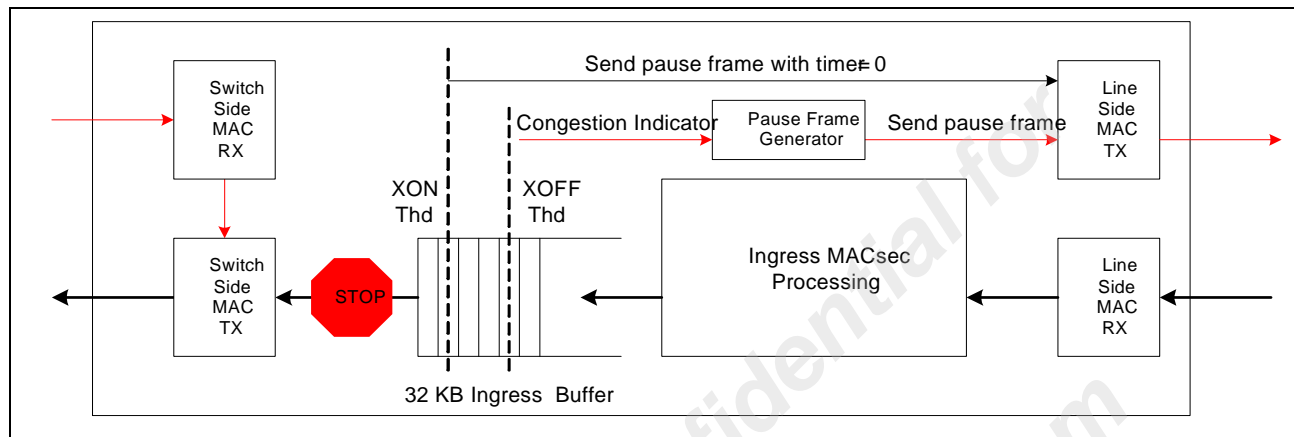 Send pause frame with timer= 0
Switch
Side
MAC
RX
Congestion Indicator
Pause Frame
Generator
Send pause frame
Line
Side
MAC
TX
XON
Thd
XOFF
Thd
Switch
Side
MAC
TX
STOP
Ingress MACsec
Processing
Line
Side
MAC
RX
32 KB Ingress Buffer